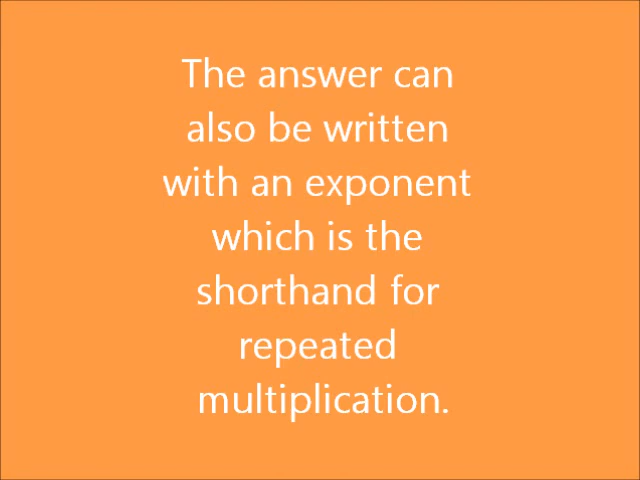 The answer can
also be written
with an exponent
which is the
shorthand for
repeated
multiplication.